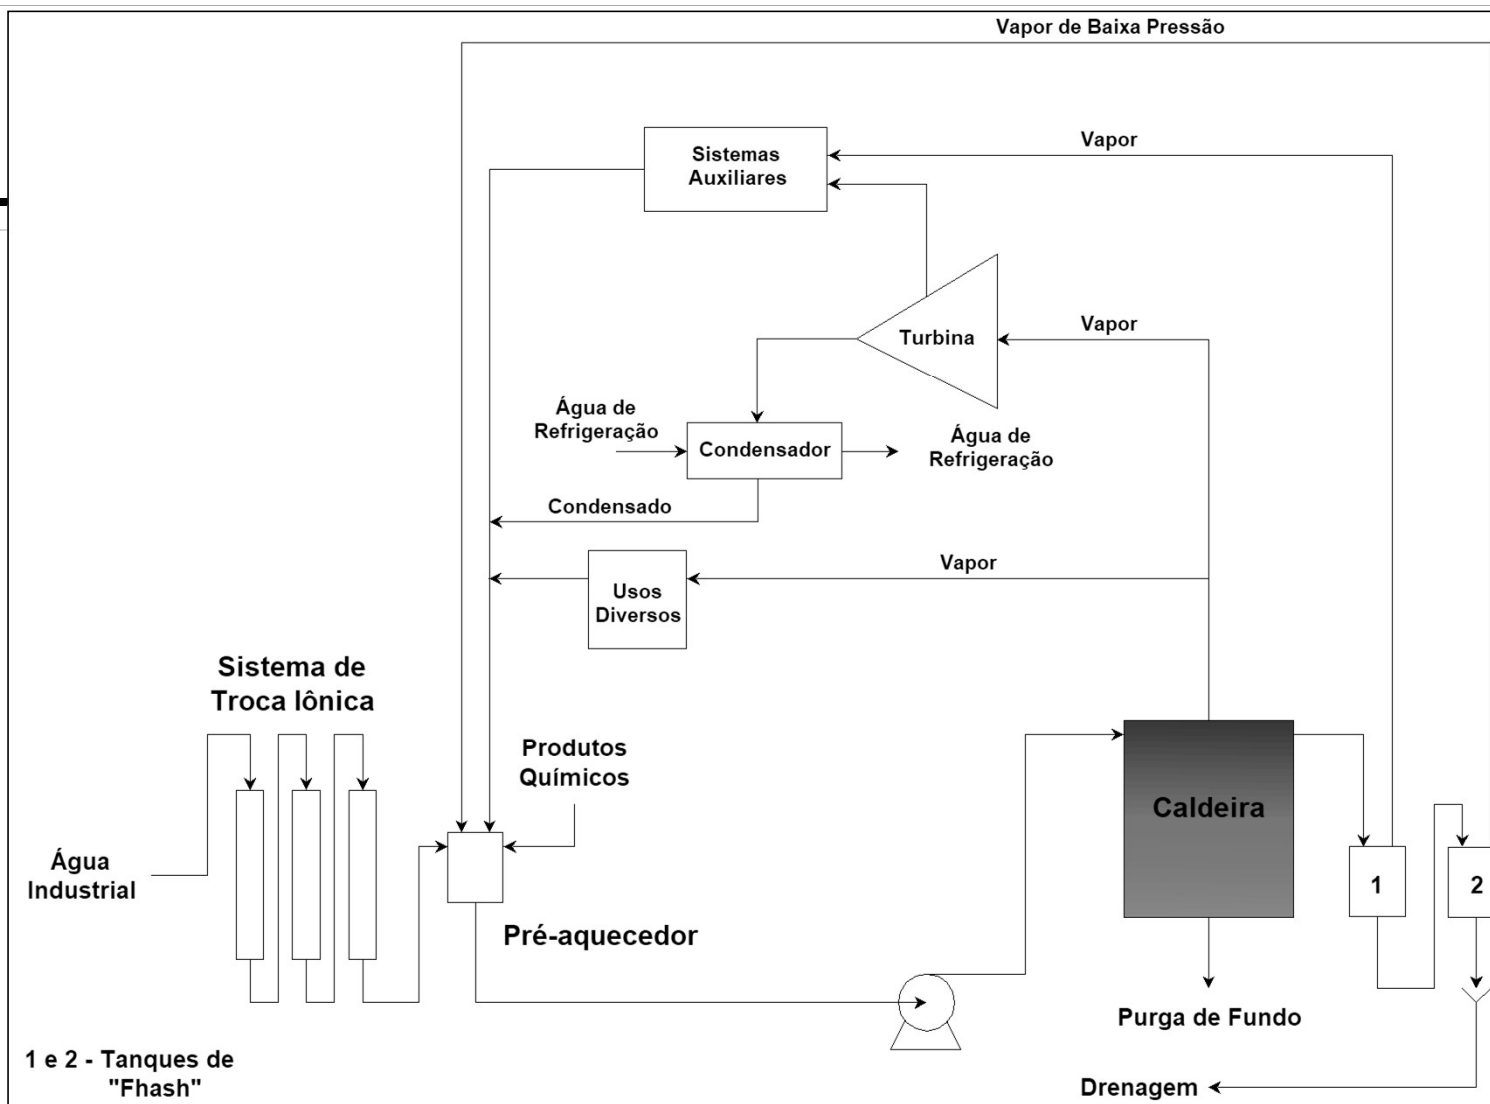 Vapor de Baixa Pressão
Vapor
Sistemas
Auxiliares
Vapor
Turbina
Água de
Refrigeração
Condensador
Água de
Refrigeração
Condensado
Vapor
Usos
Diversos
Sistema de
Troca Iônica
Produtos
Químicos
Caldeira
Água
Industrial
1
2
Pré-aquecedor
Purga de Fundo
1 e 2 - Tanques de
"Fhash"
Drenagem